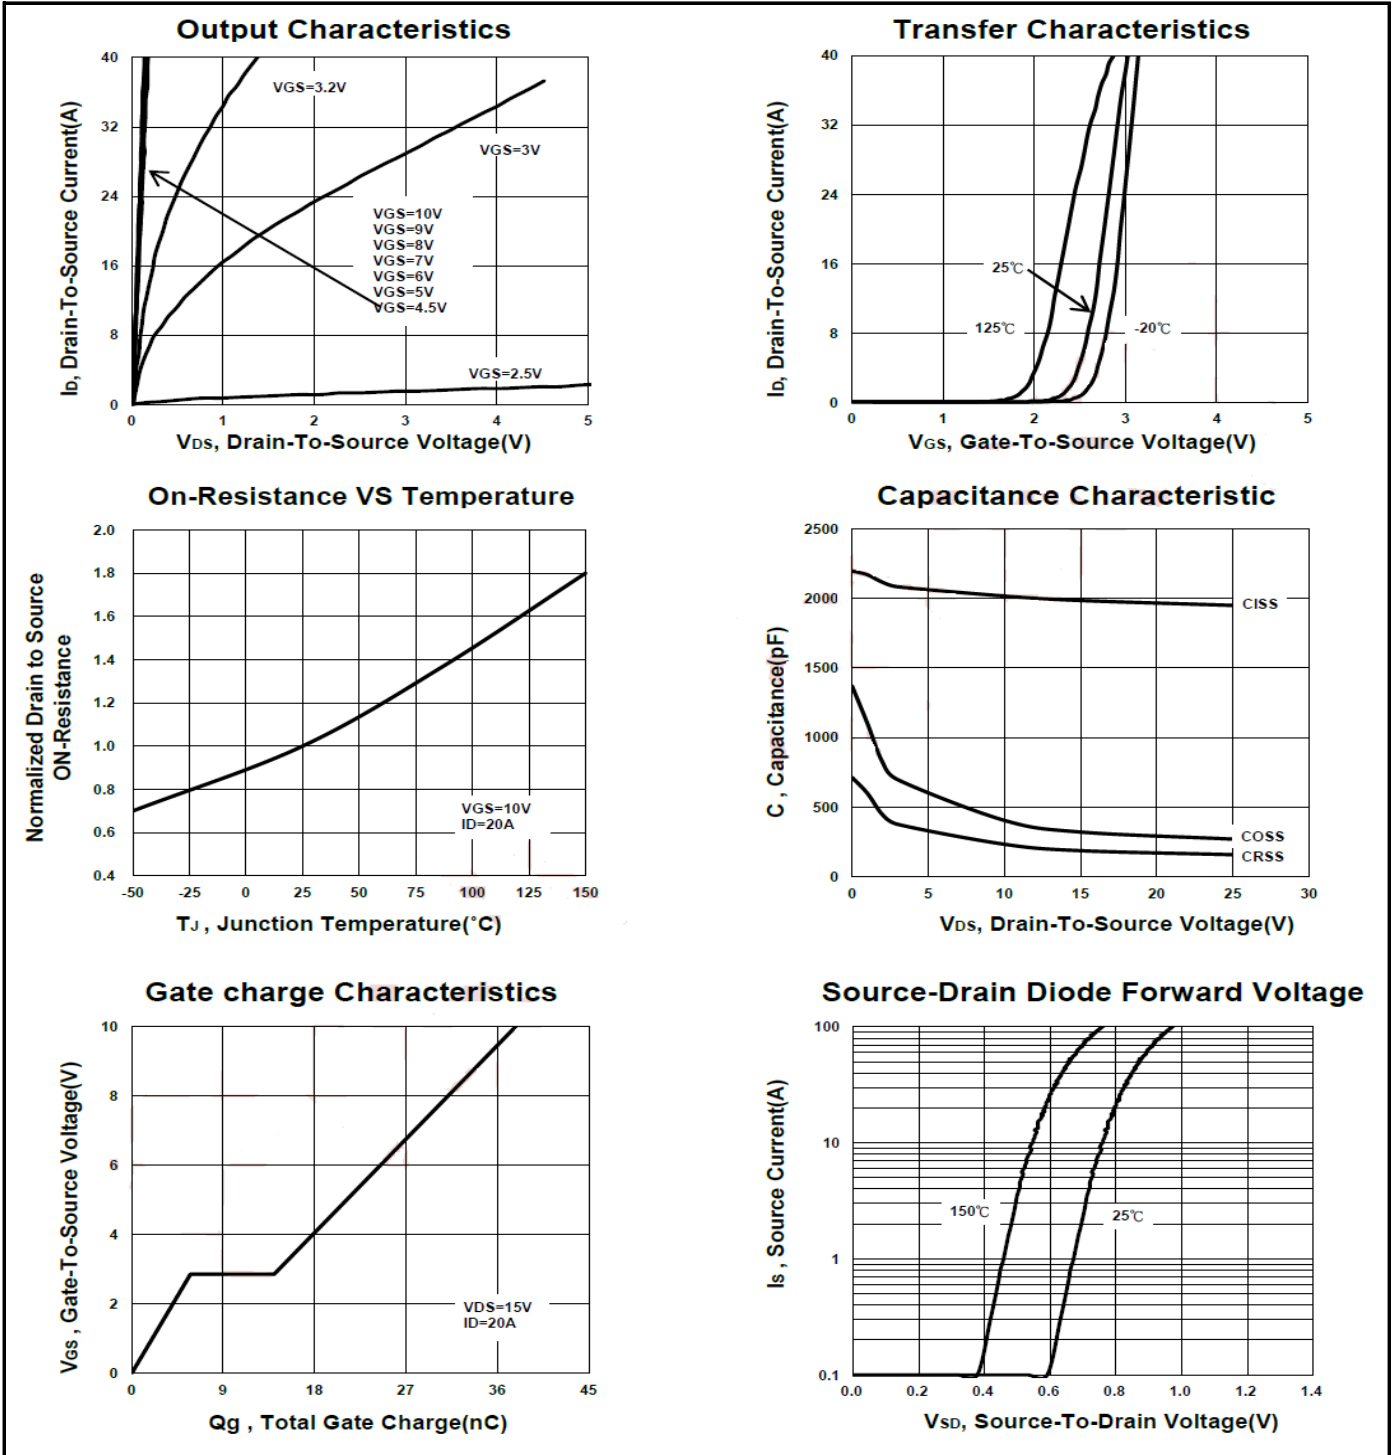 Output Characteristics
ID, Drain-To-Source Current(A)
40
32
24
16
8
0
VGS=3.2V
VGS=3V
VGS=10V
VGS=9V
VGS=8V
VGS=7V
VGS=6V
VGS=5V
VGS=4.5V
VGS=2.5V
0 1 2 3 4 5
VDS, Drain-To-Source Voltage(V)
Transfer Characteristics
ID, Drain-To-Source Current(A)
40
32
24
16
8
0
25℃
125℃
-20℃
0 1 2 3 4 5
VGS, Gate-To-Source Voltage(V)
On-Resistance VS Temperature
Normalized Drain to Source
ON-Resistance
2.0
1.8
1.6
1.4
1.2
1.0
0.8
0.6
0.4
VGS=10V
ID=20A
-50 -25 0 25 50 75 100 125 150
TJ , Junction Temperature(°C)
Capacitance Characteristic
C , Capacitance(pF)
2500
2000
1500
1000
500
0
CISS
COSS
CRSS
0 5 10 15 20 25 30
VDS, Drain-To-Source Voltage(V)
Gate charge Characteristics
VGS , Gate-To-Source Voltage(V)
10
8
6
4
2
0
VDS=15V
ID=20A
0 9 18 27 36 45
Qg , Total Gate Charge(nC)
Source-Drain Diode Forward Voltage
IS , Source Current(A)
100
10
1
0.1
150℃
25℃
0.0 0.2 0.4 0.6 0.8 1.0 1.2 1.4
VSD, Source-To-Drain Voltage(V)